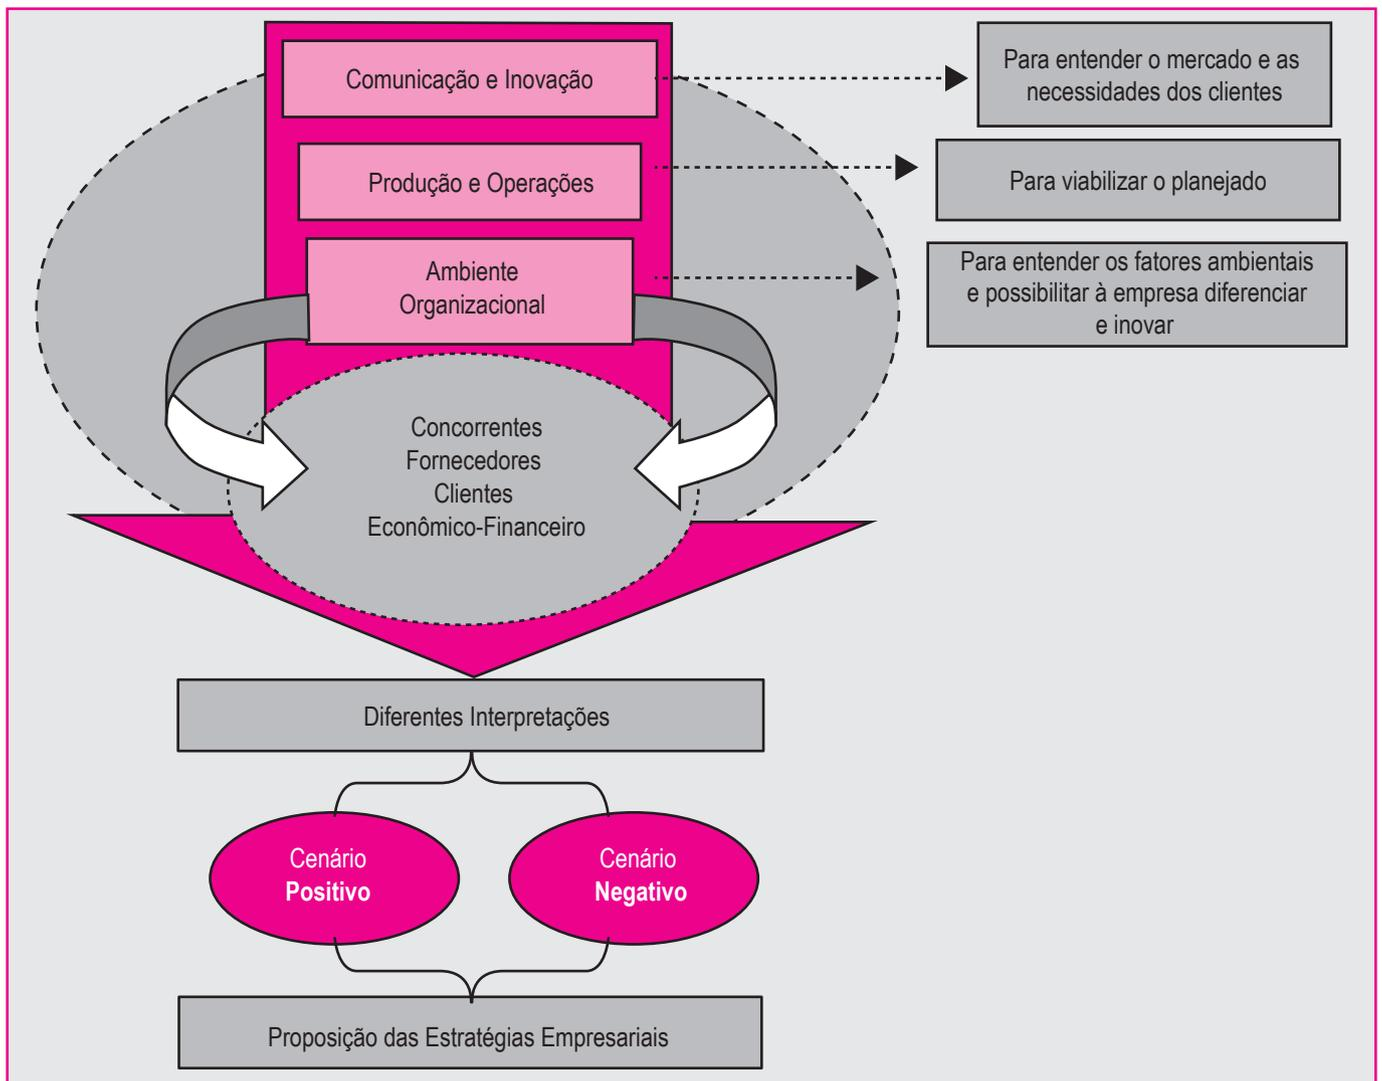 Comunicação e Inovação
Para entender o mercado e as
necessidades dos clientes
Produção e Operações
Para viabilizar o planejado
Ambiente
Organizacional
Para entender os fatores ambientais
e possibilitar à empresa diferenciar
e inovar
Concorrentes
Fornecedores
Clientes
Econômico-Financeiro
Diferentes Interpretações
Cenário
Positivo
Cenário
Negativo
Proposição das Estratégias Empresariais